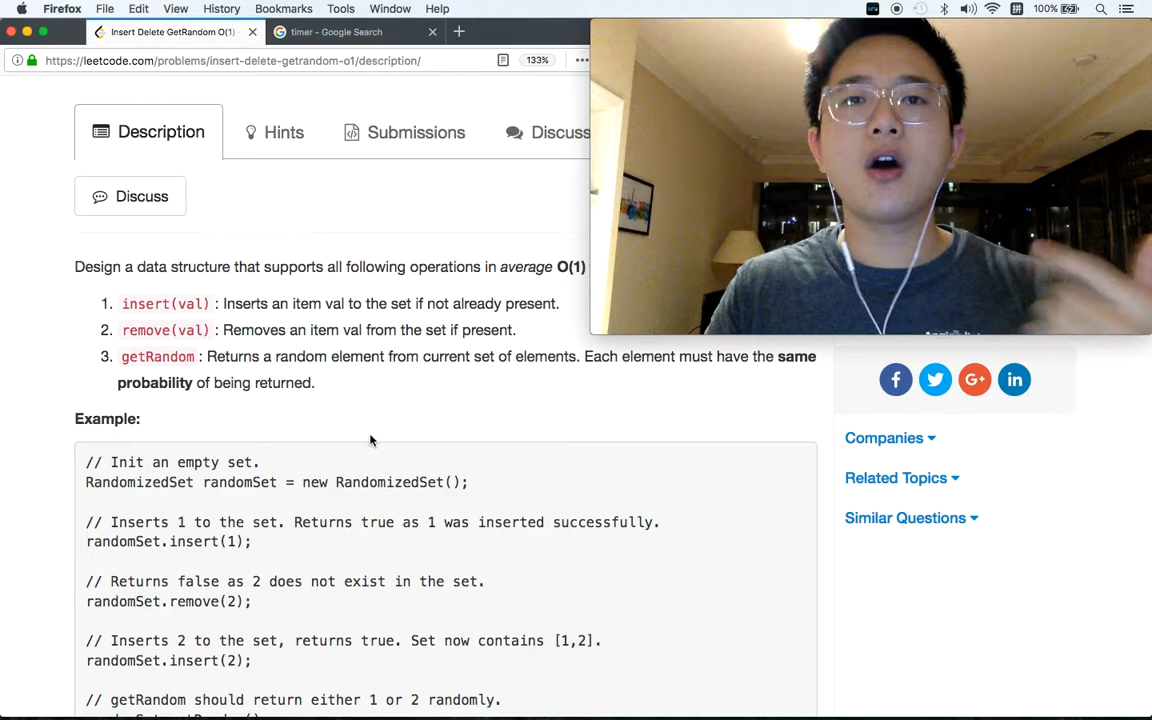 Firefox File Edit View History Bookmarks Tools Window Help 100%
Insert Delete GetRandom O(1) timer - Google Search
https://leetcode.com/problems/insert-delete-getrandom-o1/description/ 133%
Description Hints Submissions Discuss
Discuss
Design a data structure that supports all following operations in average O(1)
1. insert(val) : Inserts an item val to the set if not already present.
2. remove(val) : Removes an item val from the set if present.
3. getRandom : Returns a random element from current set of elements. Each element must have the same
probability of being returned.
Example:
// Init an empty set.
RandomizedSet randomSet = new RandomizedSet();
// Inserts 1 to the set. Returns true as 1 was inserted successfully.
randomSet.insert(1);
// Returns false as 2 does not exist in the set.
randomSet.remove(2);
// Inserts 2 to the set, returns true. Set now contains [1,2].
randomSet.insert(2);
// getRandom should return either 1 or 2 randomly.
f G+ in
Companies
Related Topics
Similar Questions